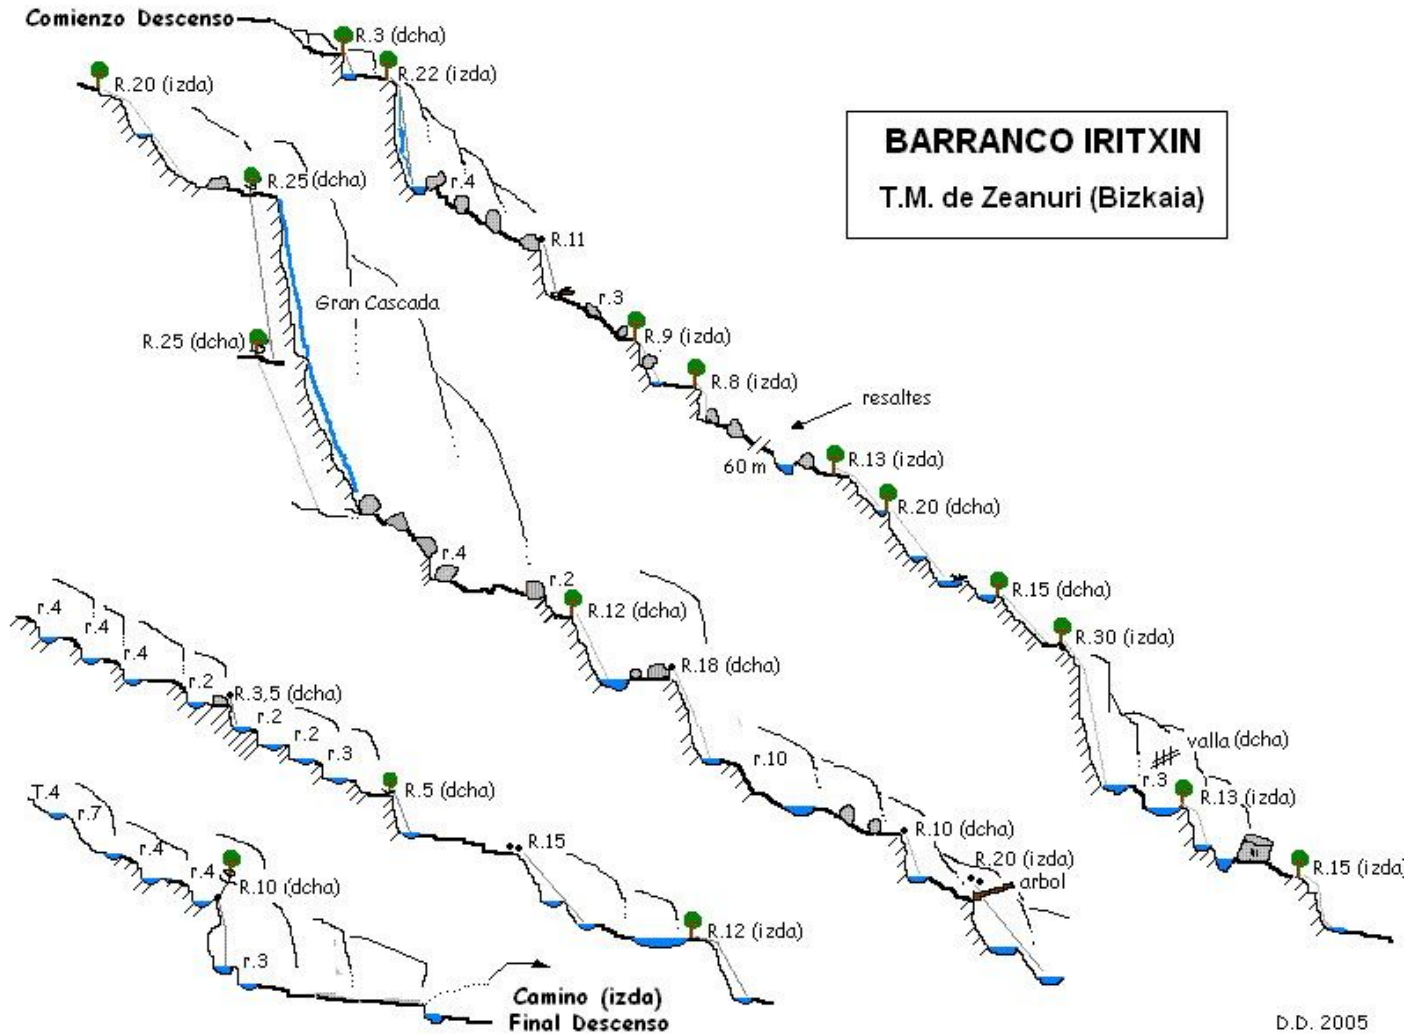 Comienzo Descenso
R.3 (dcha)
R.22 (izda)
r.4
R.11
r.3
R.9 (izda)
R.8 (izda)
resaltes
60 m
R.13 (izda)
R.20 (dcha)
R.15 (dcha)
R.30 (izda)
valla (dcha)
r.3
R.13 (izda)
R.15 (izda)
BARRANCO IRITXIN
T.M. de Zeanuri (Bizkaia)
R.20 (izda)
R.25 (dcha)
Gran Cascada
R.25 (dcha)
r.4
r.2
R.12 (dcha)
R.18 (dcha)
r.10
R.10 (dcha)
R.20 (izda)
arbol
r.4
r.4
r.4
r.2
R.3,5 (dcha)
r.2
r.2
r.3
R.5 (dcha)
R.15
R.12 (izda)
T.4
r.7
r.4
r.4
R.10 (dcha)
r.3
Camino (izda)
Final Descenso
D.D. 2005